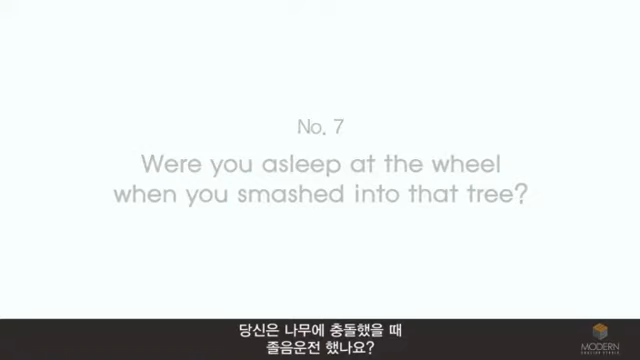 No. 7
Were you asleep at the wheel
when you smashed into that tree?
당신은 나무에 충돌했을 때
졸음운전 했나요?
MODERN